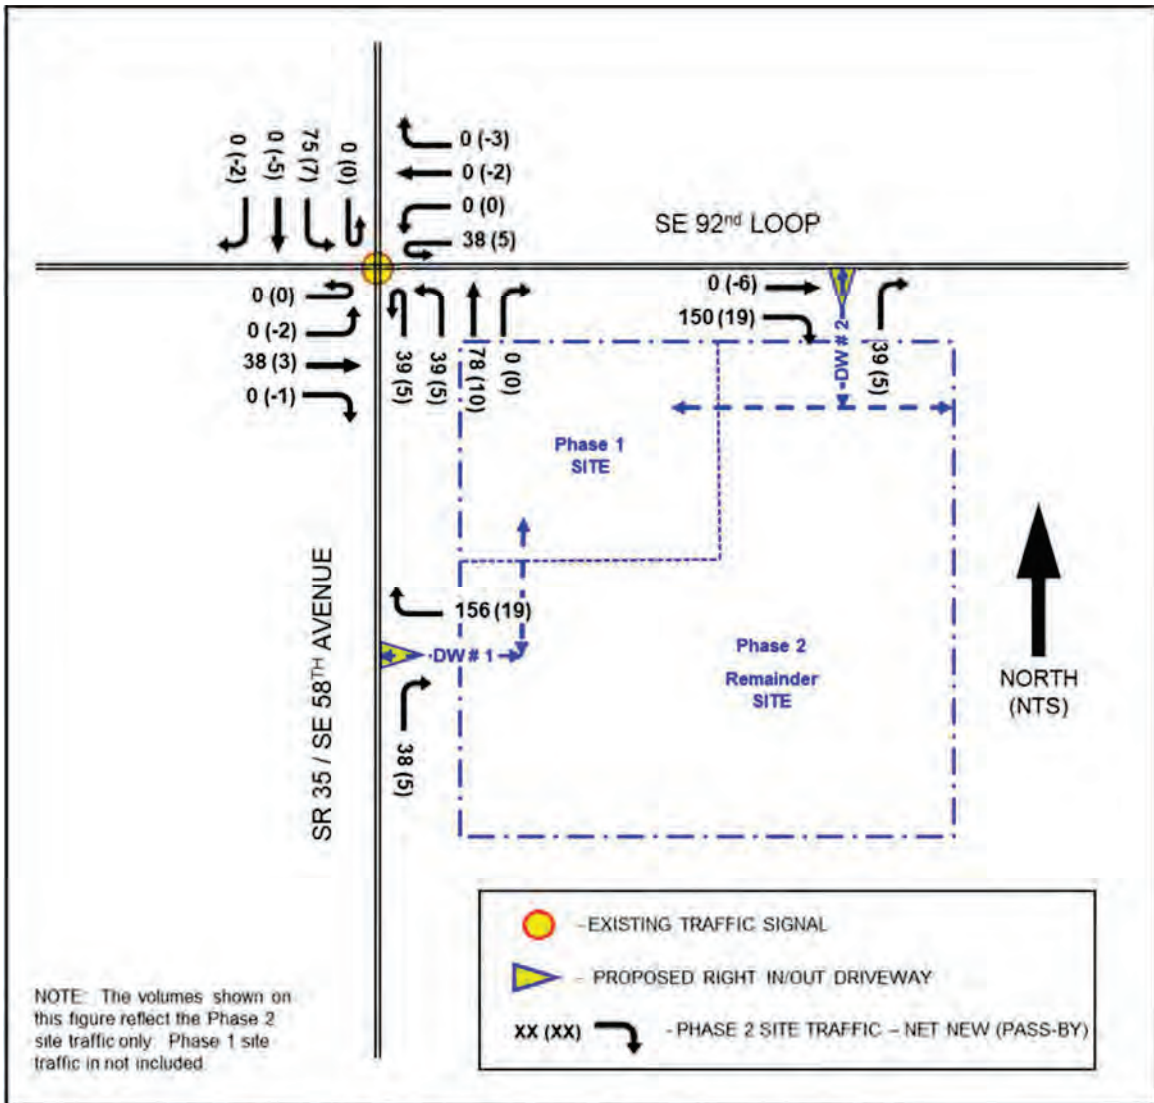 0 (-2)
0 (-5)
75 (7)
0 (0)
0 (-3)
0 (-2)
0 (0)
38 (5)
SE 92nd LOOP
0 (0)
0 (-2)
38 (3)
0 (-1)
39 (5)
39 (5)
78 (10)
0 (0)
0 (-6)
150 (19)
DW # 2
39 (5)
Phase 1
SITE
SR 35 / SE 58TH AVENUE
156 (19)
DW # 1
38 (5)
Phase 2
Remainder
SITE
NORTH
(NTS)
- EXISTING TRAFFIC SIGNAL
- PROPOSED RIGHT IN/OUT DRIVEWAY
XX (XX)
- PHASE 2 SITE TRAFFIC – NET NEW (PASS-BY)
NOTE: The volumes shown on
this figure reflect the Phase 2
site traffic only. Phase 1 site
traffic in not included.